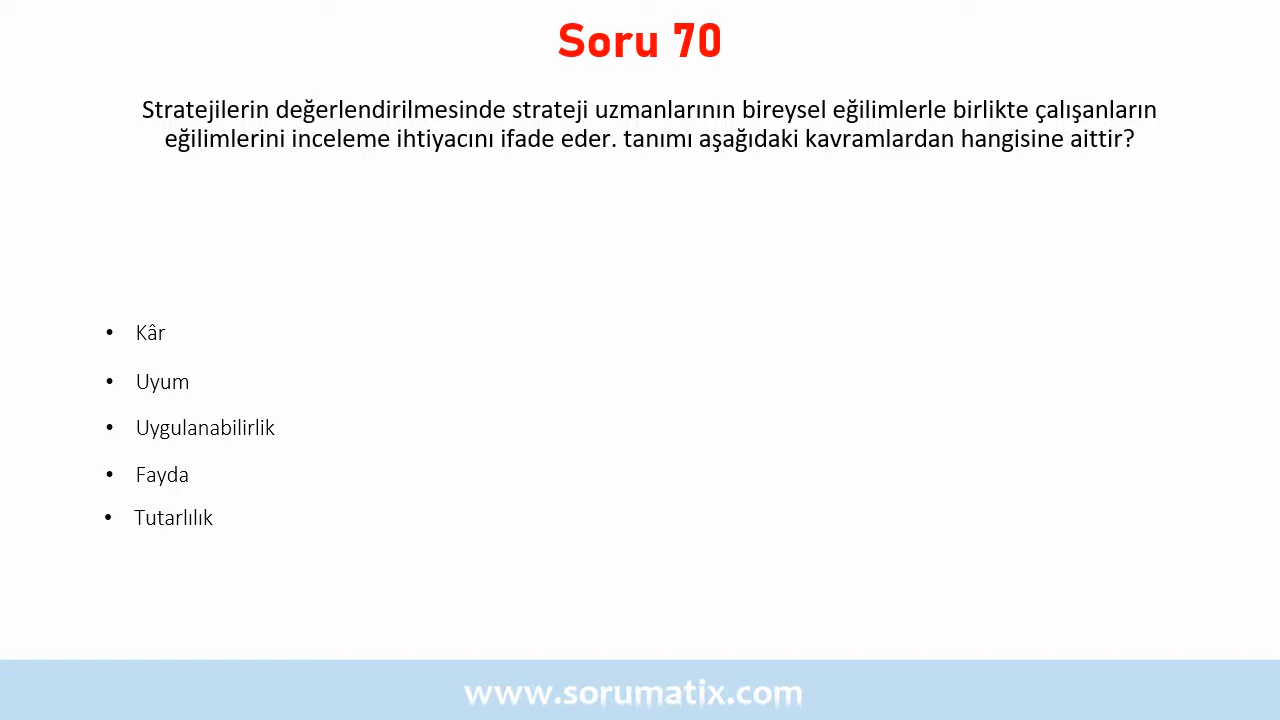 Soru 70
Stratejilerin değerlendirilmesinde strateji uzmanlarının bireysel eğilimlerle birlikte çalışanların
eğilimlerini inceleme ihtiyacını ifade eder. tanımı aşağıdaki kavramlardan hangisine aittir?
• Kâr
• Uyum
• Uygulanabilirlik
• Fayda
• Tutarlılık
www.sorumatix.com